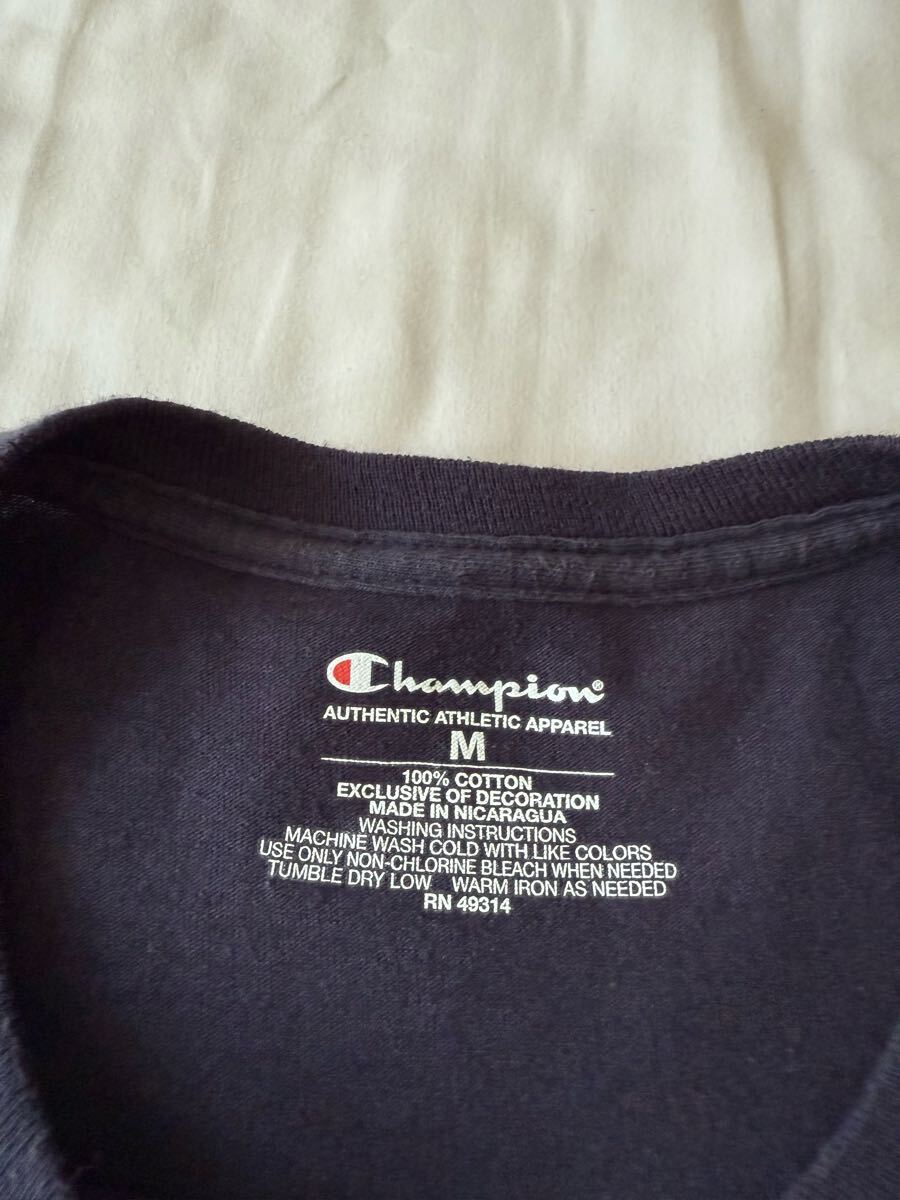 Champion®
AUTHENTIC ATHLETIC APPAREL
M
100% COTTON
EXCLUSIVE OF DECORATION
MADE IN NICARAGUA
WASHING INSTRUCTIONS
MACHINE WASH COLD WITH LIKE COLORS
USE ONLY NON-CHLORINE BLEACH WHEN NEEDED
TUMBLE DRY LOW WARM IRON AS NEEDED
RN 49314